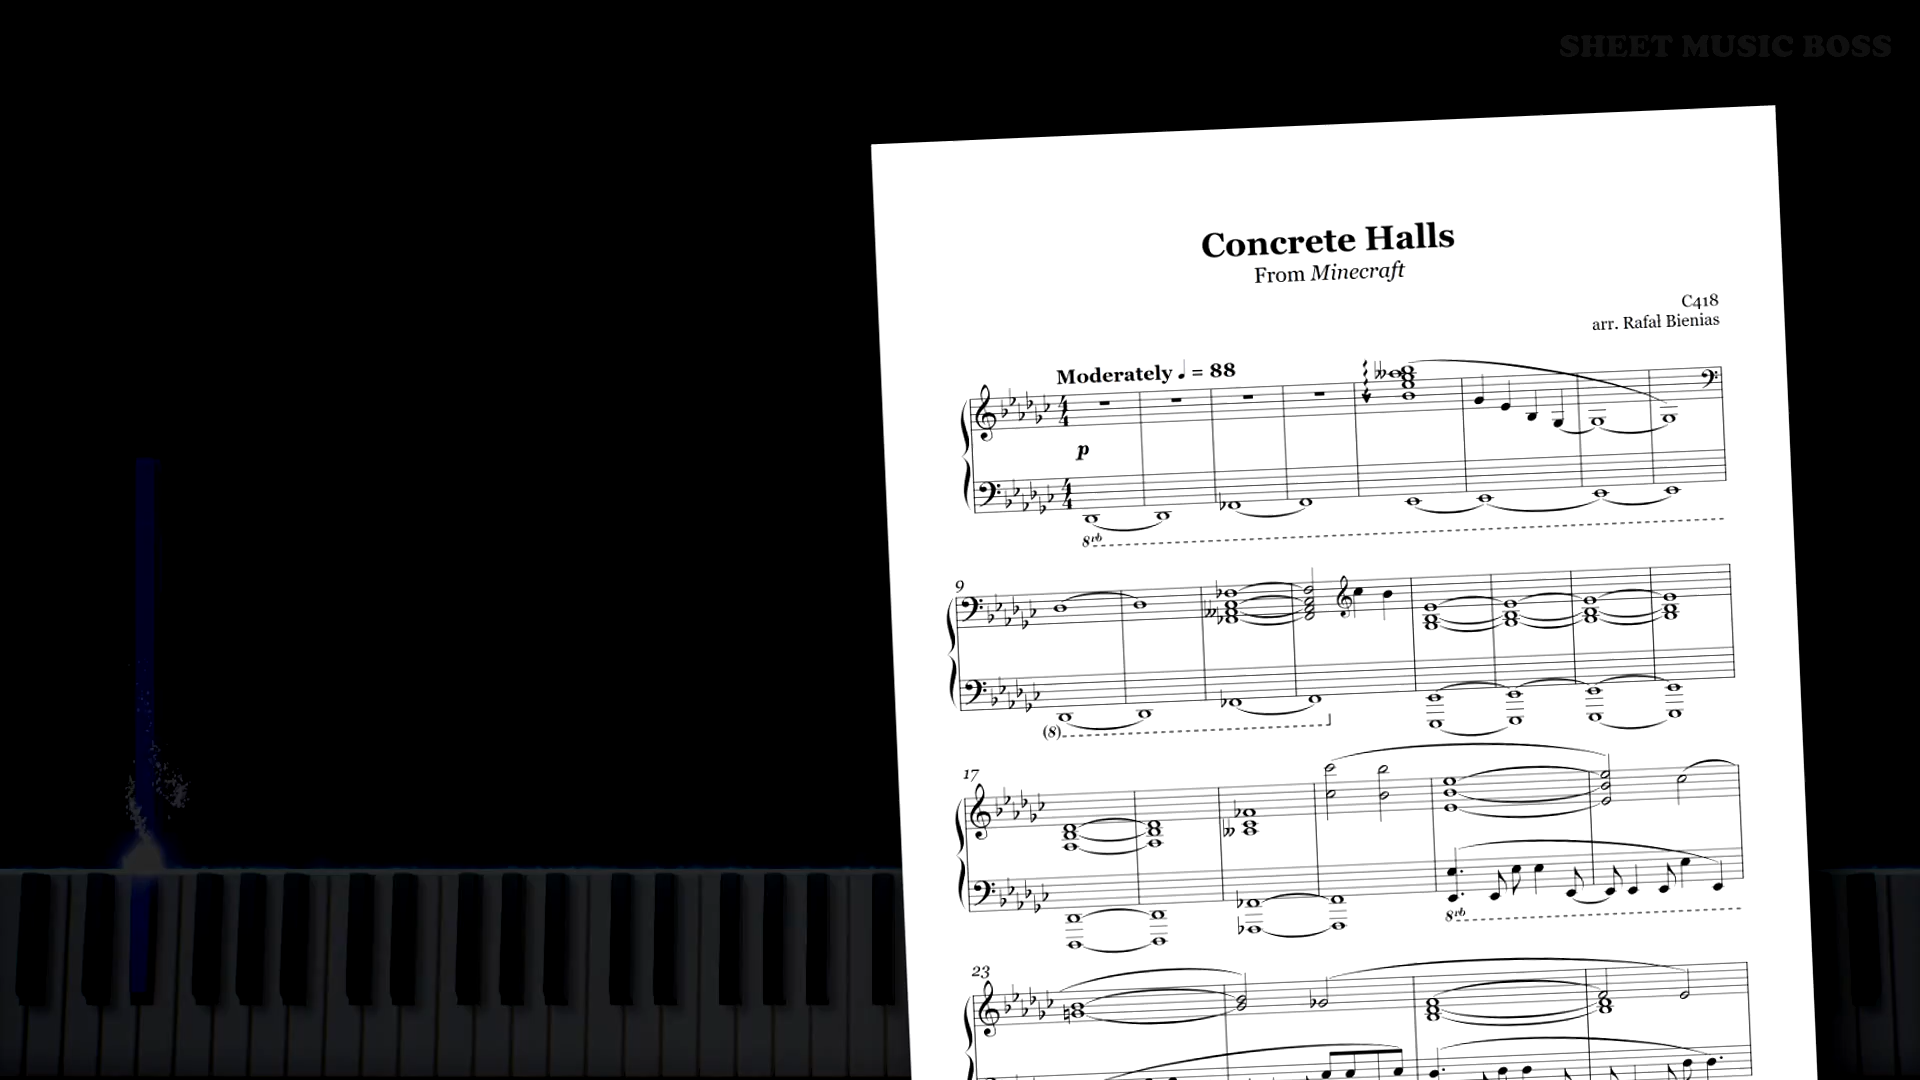 SHEET MUSIC BOSS
Concrete Halls
From Minecraft
C418
arr. Rafał Bienias
Moderately ♩ = 88
p
8vb
9
(8)
17
8vb
23